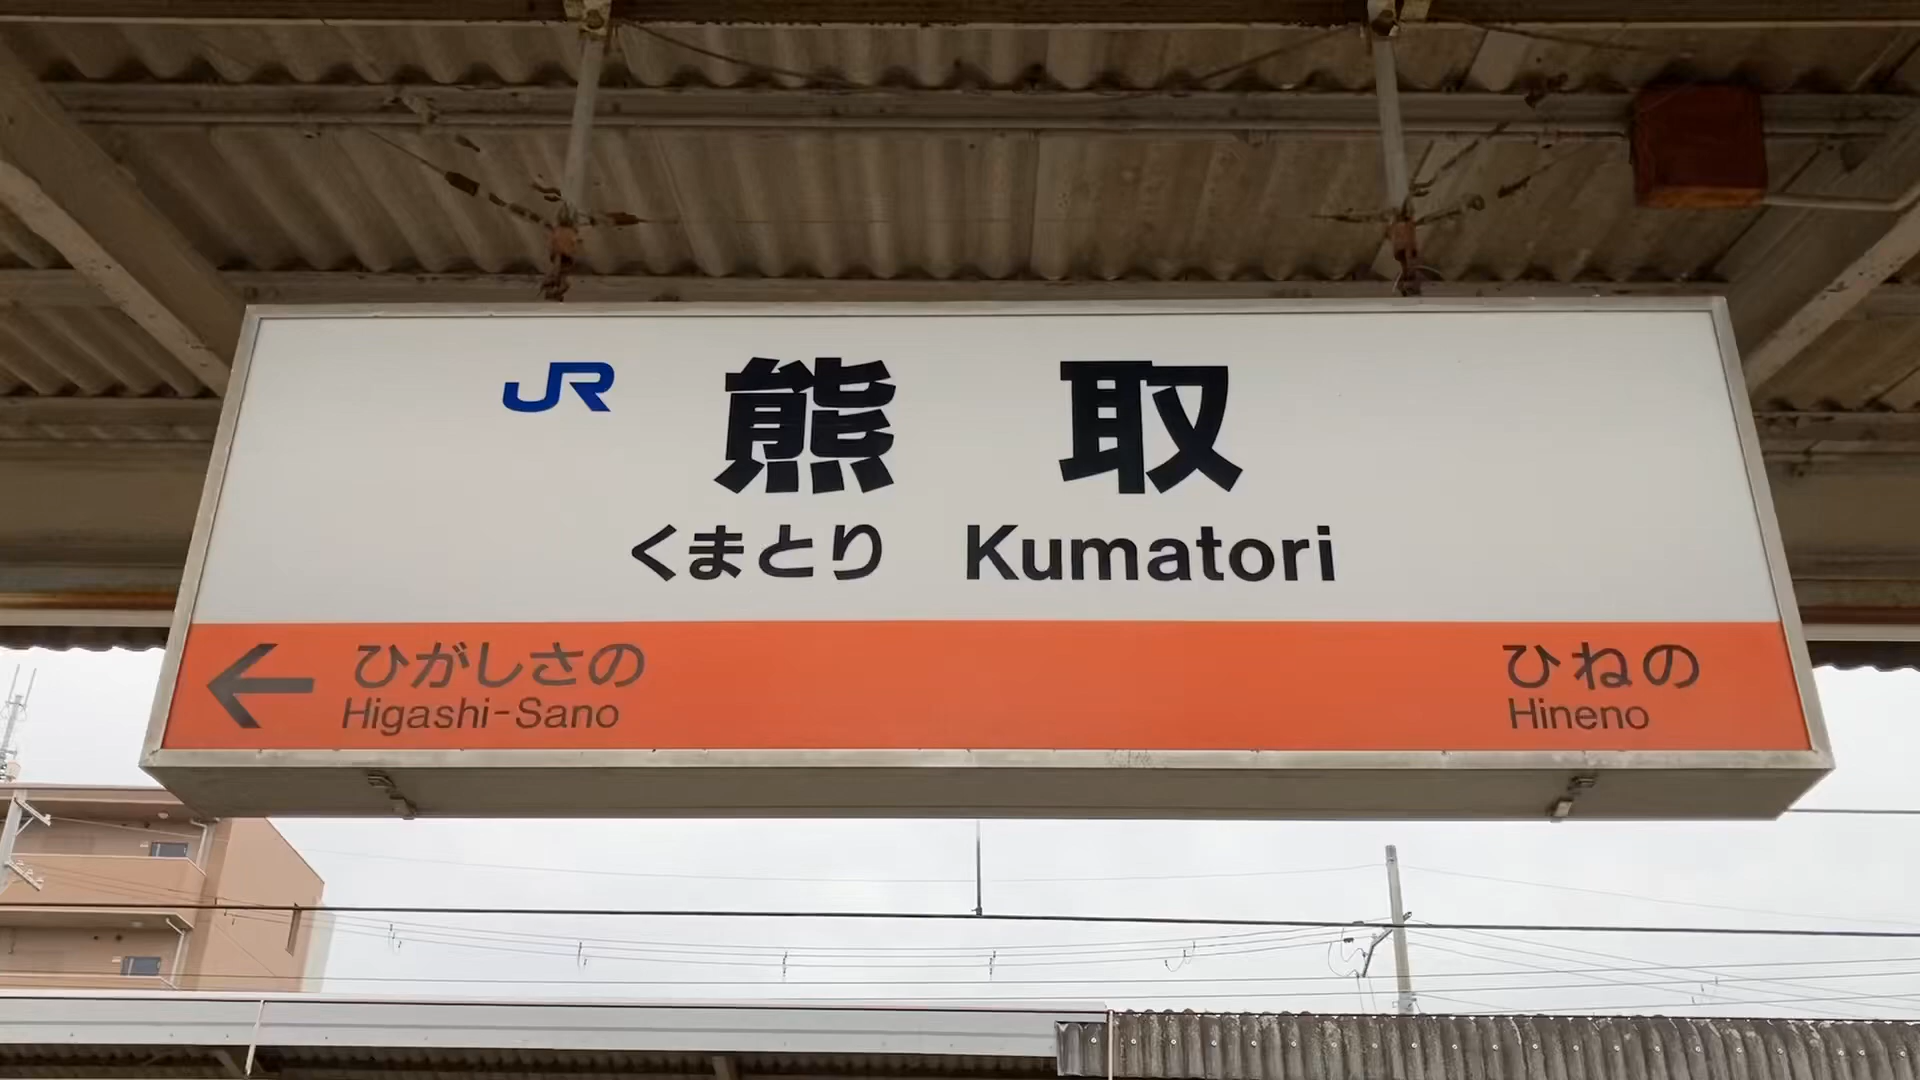 JR 熊取
くまとり Kumatori
← ひがしさの ひねの
Higashi-Sano Hineno